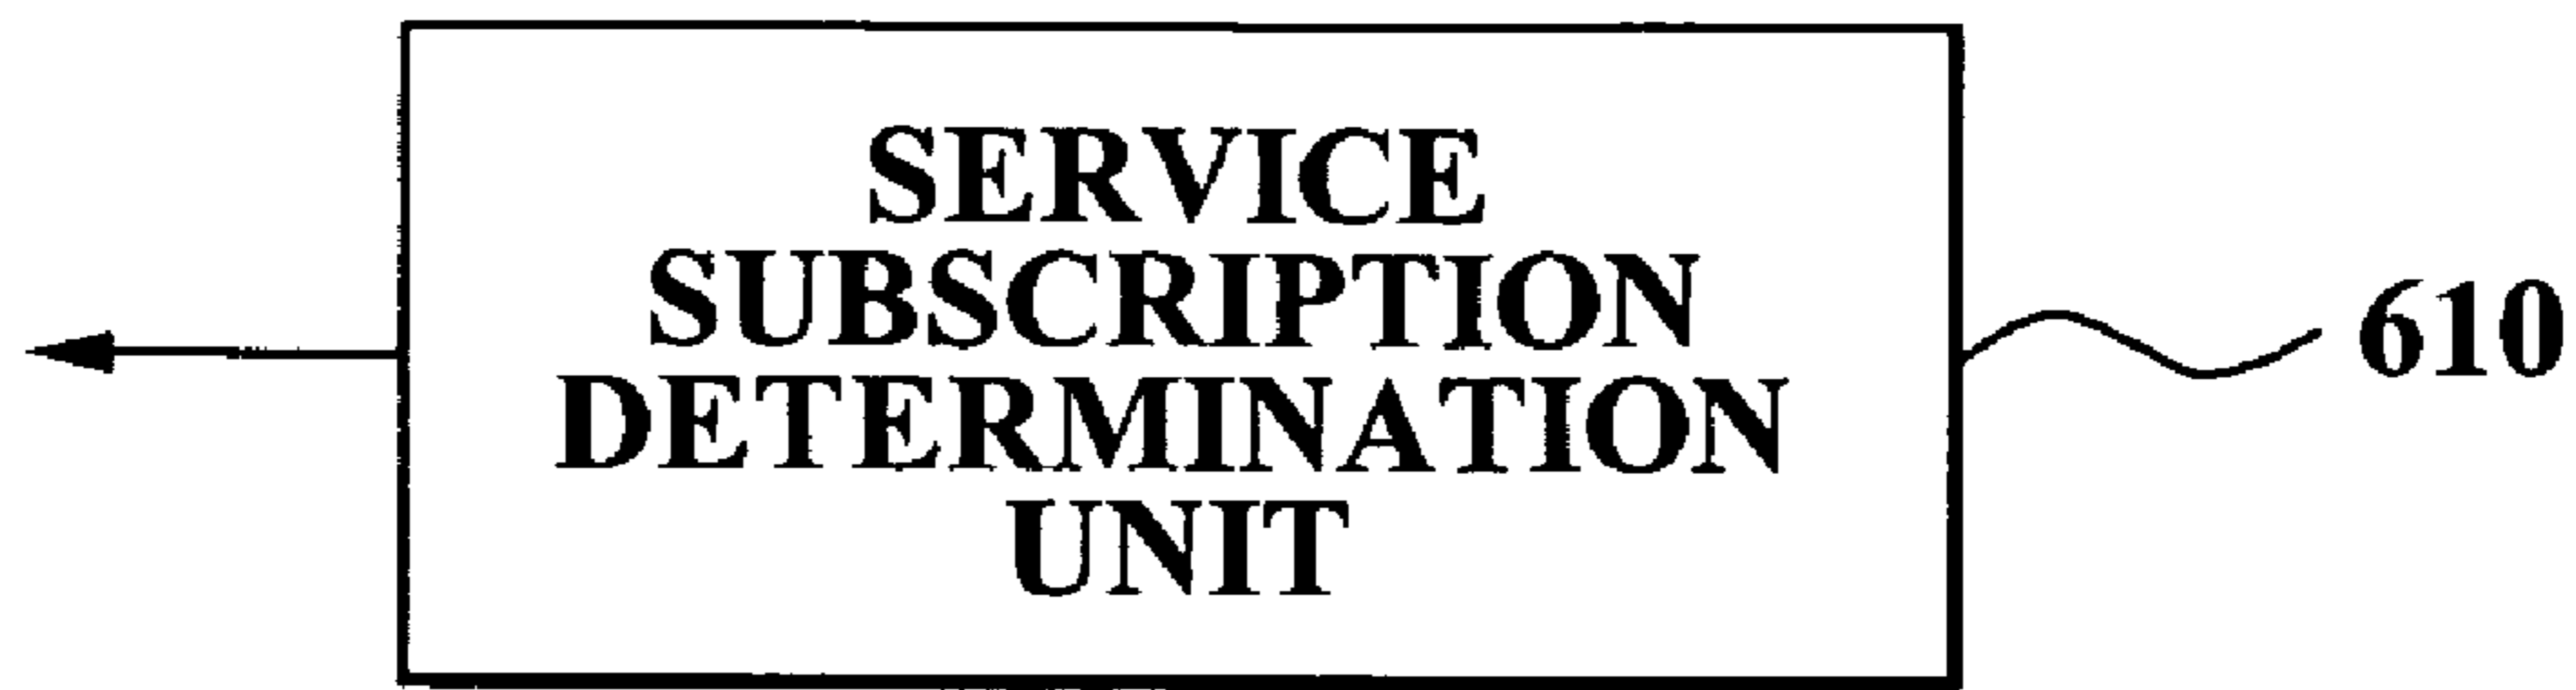 SERVICE
SUBSCRIPTION
DETERMINATION
UNIT
610